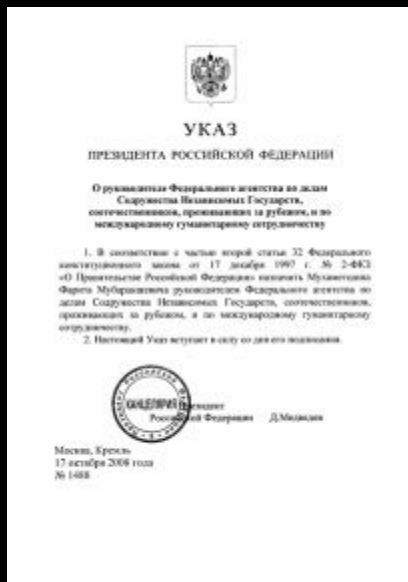 УКАЗ
ПРЕЗИДЕНТА РОССИЙСКОЙ ФЕДЕРАЦИИ
О руководителе Федерального агентства по делам
Содружества Независимых Государств,
соотечественников, проживающих за рубежом, и по
международному гуманитарному сотрудничеству
1. В соответствии с частью второй статьи 32 Федерального
конституционного закона от 17 декабря 1997 г. № 2-ФКЗ
«О Правительстве Российской Федерации» назначить Мухаметшина
Фарита Мубаракшевича руководителем Федерального агентства по
делам Содружества Независимых Государств, соотечественников,
проживающих за рубежом, и по международному гуманитарному
сотрудничеству.
2. Настоящий Указ вступает в силу со дня его подписания.
КАНЦЕЛЯРИЯ Президент
Российской Федерации Д.Медведев
Москва, Кремль
17 октября 2008 года
№ 1488